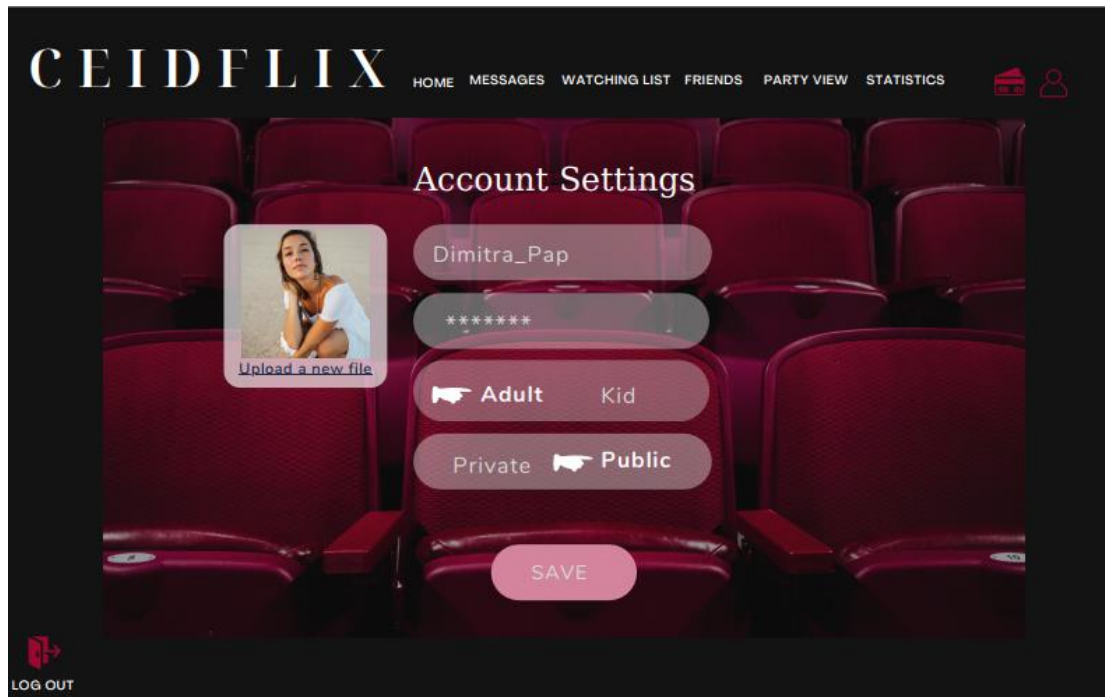 CEIDFLIX
HOME MESSAGES WATCHING LIST FRIENDS PARTY VIEW STATISTICS
Account Settings
Dimitra_Pap
*******
Upload a new file
Adult Kid
Private Public
SAVE
LOG OUT